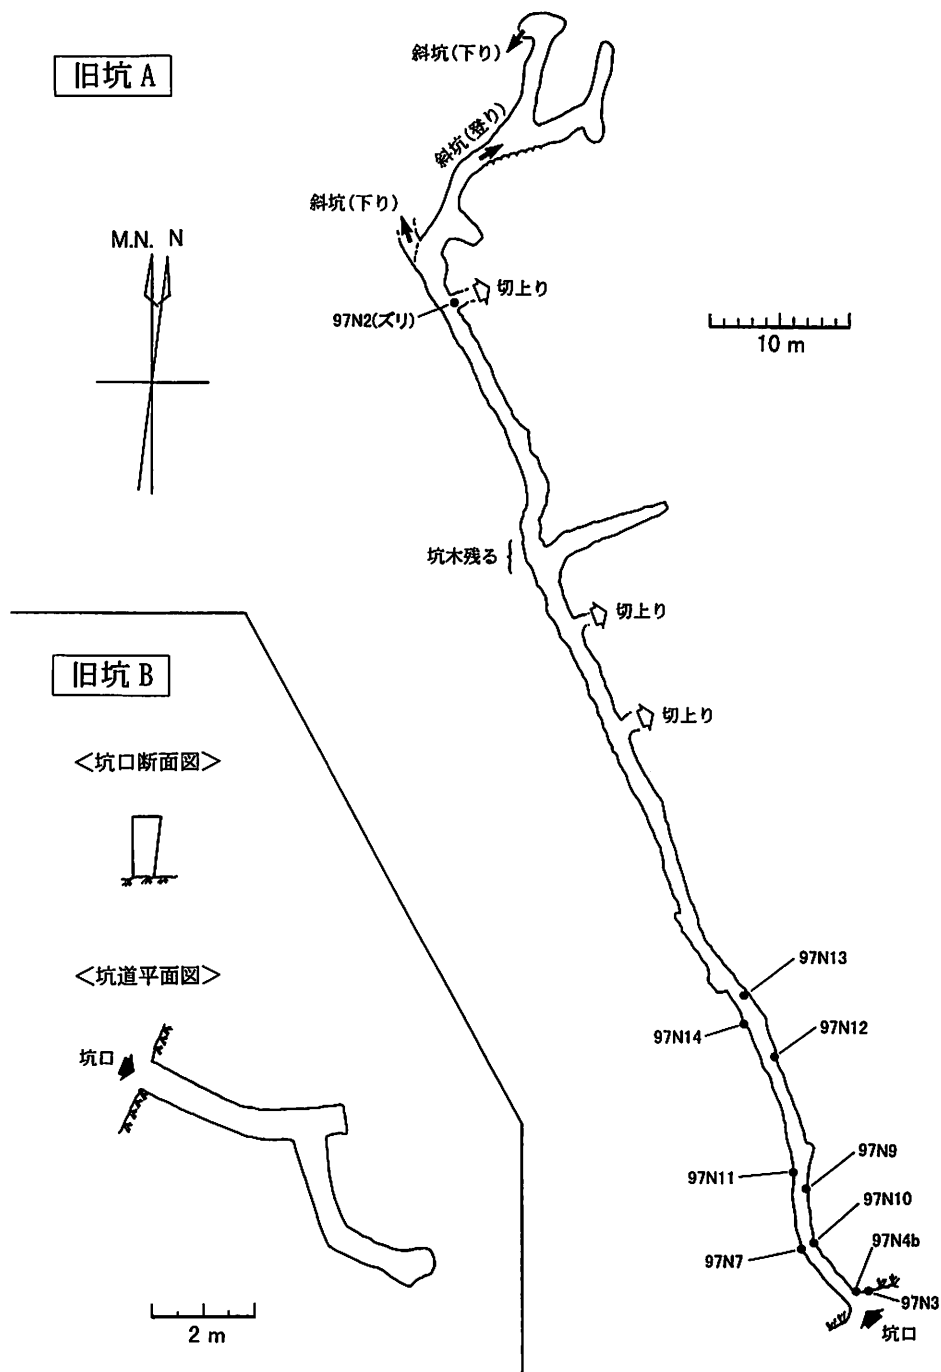 旧坑 A
斜坑(下り)
斜坑(登り)
斜坑(下り)
M.N. N
切上り
97N2(ズリ)
10 m
坑木残る
切上り
切上り
旧坑 B
<坑口断面図>
<坑道平面図>
坑口
2 m
97N13
97N12
97N14
97N9
97N11
97N10
97N4b
97N7
97N3
坑口